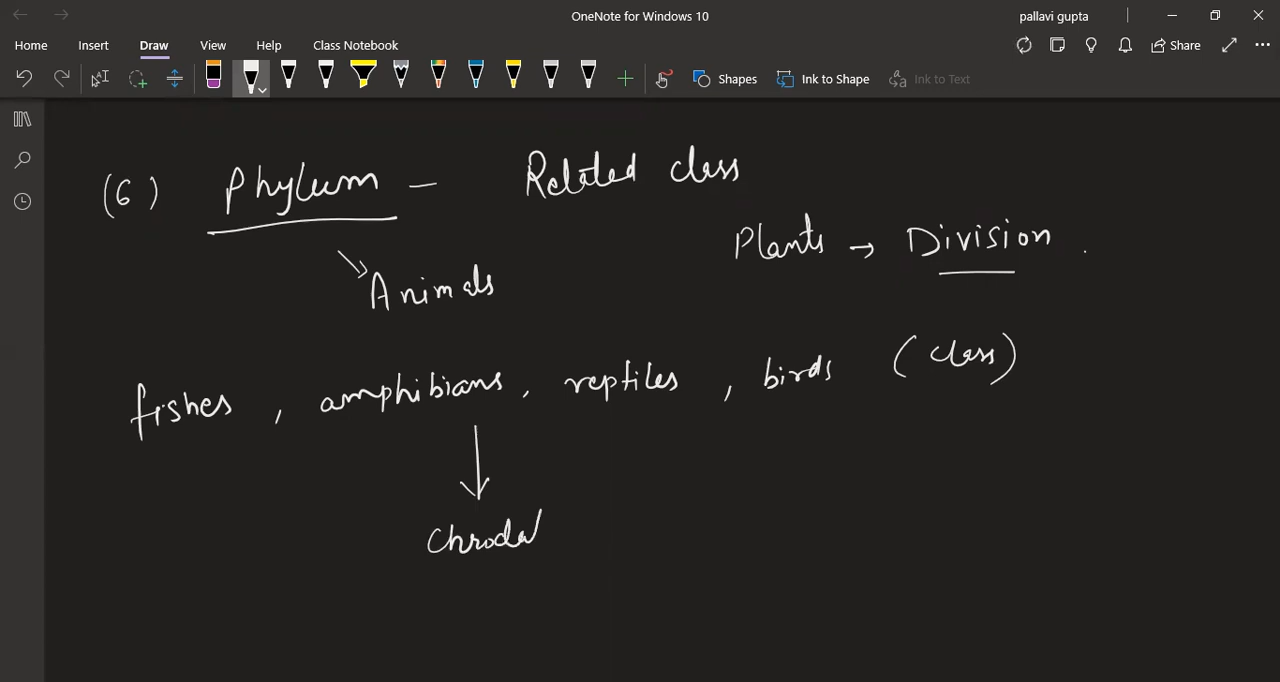 OneNote for Windows 10
pallavi gupta
Home Insert Draw View Help Class Notebook
Share
Shapes Ink to Shape Ink to Text
(6) Phylum — Related class
Plants → Division .
Animals
fishes , amphibians , reptiles , birds (class)
Chrodal